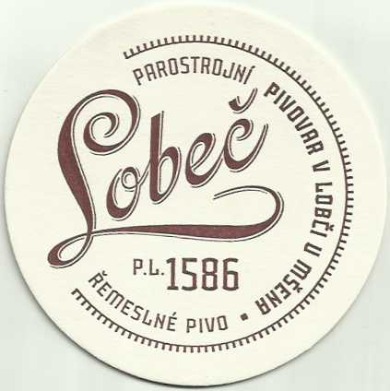 PAROSTROJNÍ PIVOVAR V LOBČI U MŠENA
Lobeč
P.L. 1586
ŘEMESLNÉ PIVO